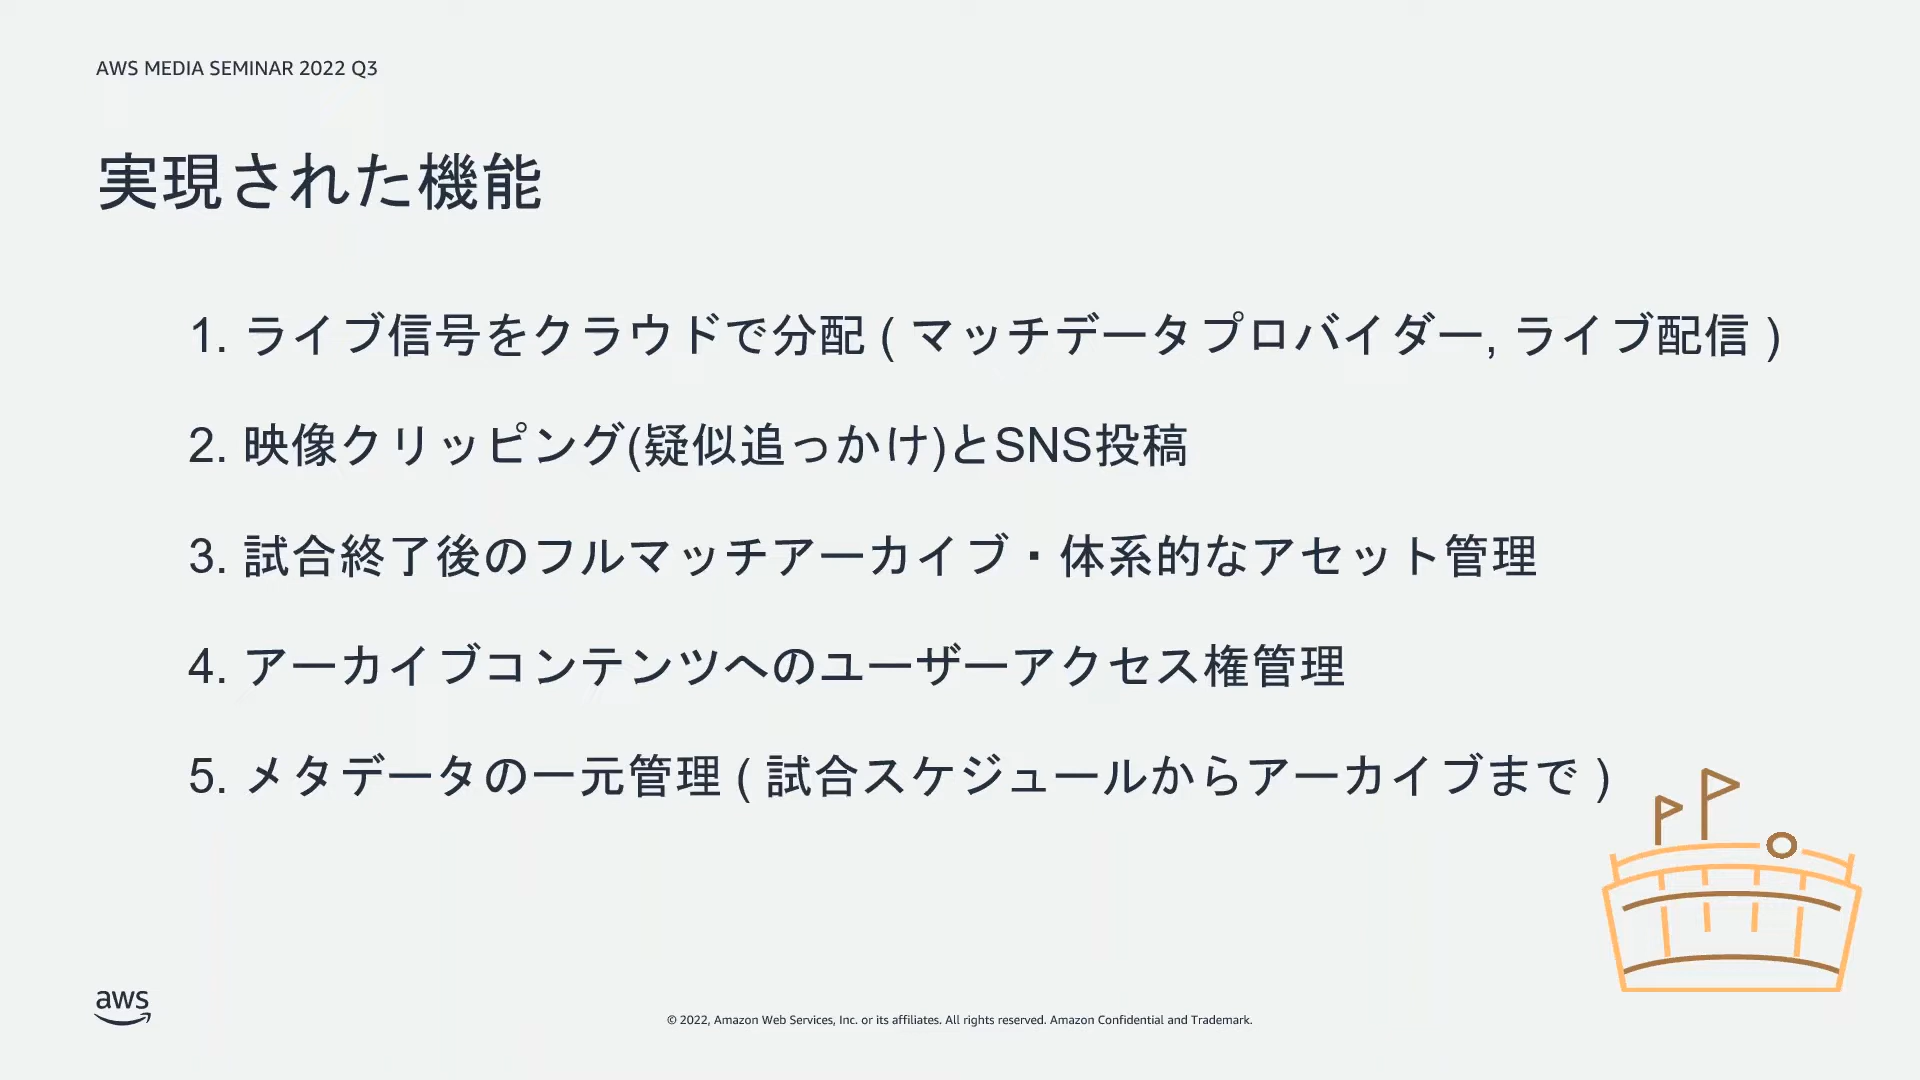 AWS MEDIA SEMINAR 2022 Q3
実現された機能
1. ライブ信号をクラウドで分配 ( マッチデータプロバイダー, ライブ配信 )
2. 映像クリッピング(疑似追っかけ)とSNS投稿
3. 試合終了後のフルマッチアーカイブ・体系的なアセット管理
4. アーカイブコンテンツへのユーザーアクセス権管理
5. メタデータの一元管理 ( 試合スケジュールからアーカイブまで )
aws
© 2022, Amazon Web Services, Inc. or its affiliates. All rights reserved. Amazon Confidential and Trademark.